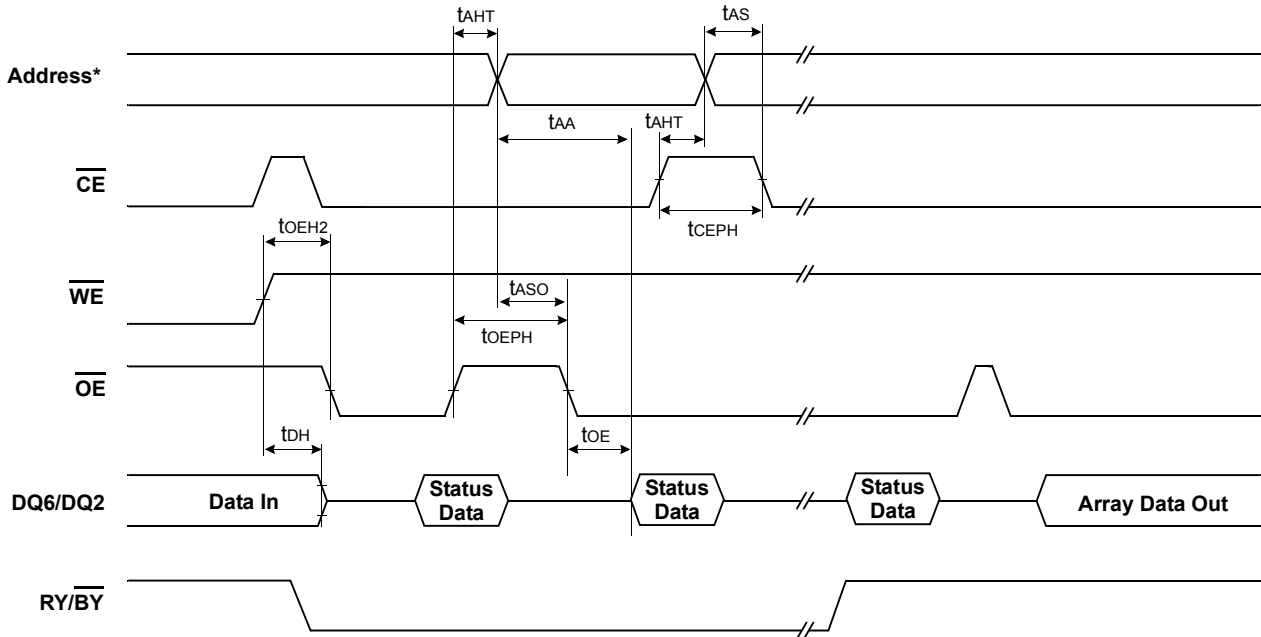 tAHT
tAS
Address*
tAA
tAHT
CE
tOEH2
tCEPH
WE
tASO
tOEPH
OE
tDH
tOE
DQ6/DQ2
Data In
Status
Data
Status
Data
Status
Data
Array Data Out
RY/BY